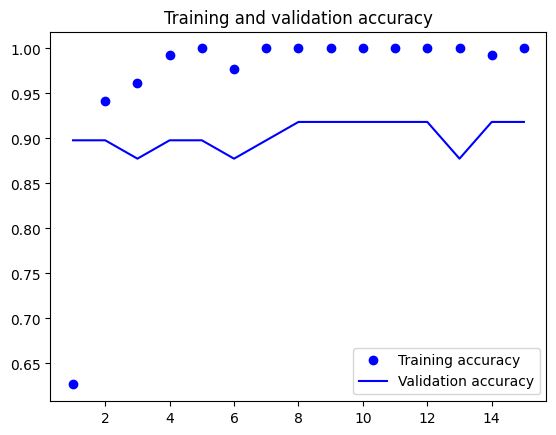 Training and validation accuracy
1.00
0.95
0.90
0.85
0.80
0.75
0.70
0.65
Training accuracy
Validation accuracy
2 4 6 8 10 12 14